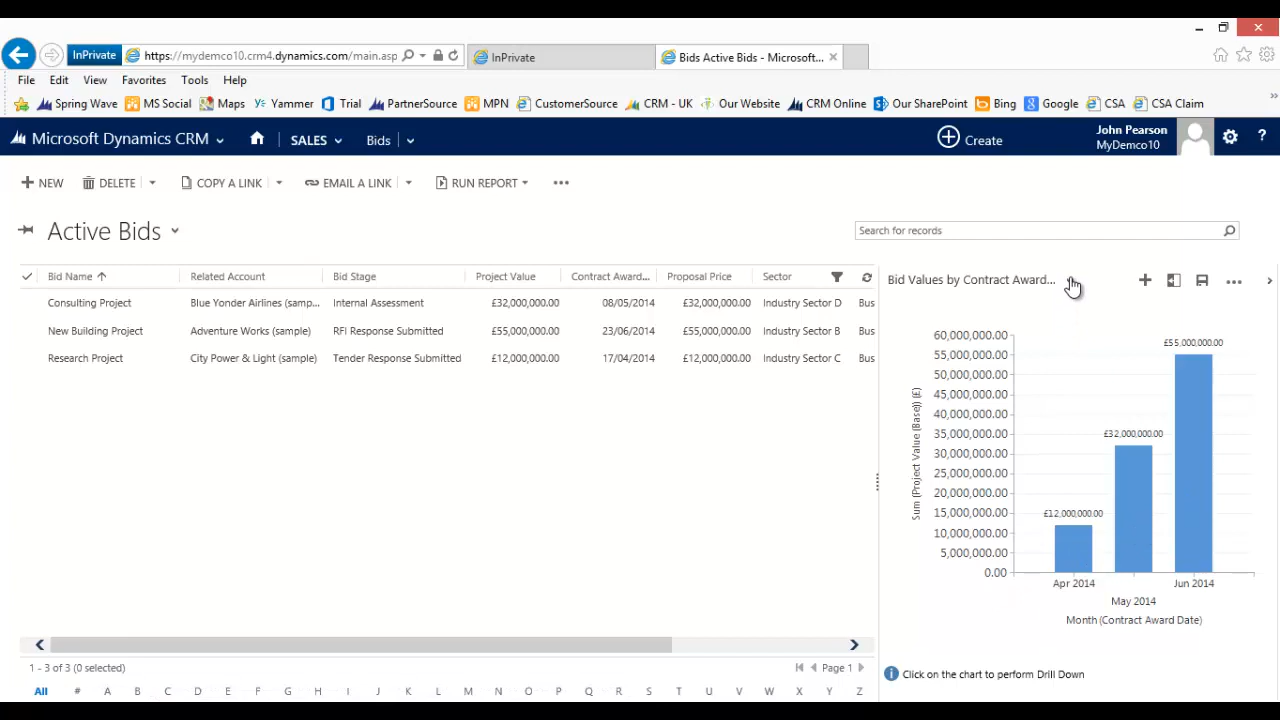 InPrivate
https://mydemco10.crm4.dynamics.com/main.asp
InPrivate
Bids Active Bids - Microsoft...
File Edit View Favorites Tools Help
Spring Wave MS Social Maps Yammer Trial PartnerSource MPN CustomerSource CRM - UK Our Website CRM Online Our SharePoint Bing Google CSA CSA Claim
Microsoft Dynamics CRM SALES Bids Create
John Pearson
MyDemco10
NEW DELETE COPY A LINK EMAIL A LINK RUN REPORT
Active Bids
Search for records
Bid Name Related Account Bid Stage Project Value Contract Award... Proposal Price Sector
Consulting Project Blue Yonder Airlines (samp... Internal Assessment £32,000,000.00 08/05/2014 £32,000,000.00 Industry Sector D Bus
New Building Project Adventure Works (sample) RFI Response Submitted £55,000,000.00 23/06/2014 £55,000,000.00 Industry Sector B Bus
Research Project City Power & Light (sample) Tender Response Submitted £12,000,000.00 17/04/2014 £12,000,000.00 Industry Sector C Bus
1 - 3 of 3 (0 selected) Page 1
All # A B C D E F G H I J K L M N O P Q R S T U V W X Y Z
Bid Values by Contract Award...
60,000,000.00
55,000,000.00
50,000,000.00
45,000,000.00
40,000,000.00
35,000,000.00
30,000,000.00
25,000,000.00
20,000,000.00
15,000,000.00
10,000,000.00
5,000,000.00
0.00
Sum (Project Value (Base)) (£)
£12,000,000.00
£32,000,000.00
£55,000,000.00
Apr 2014
May 2014
Jun 2014
Month (Contract Award Date)
Click on the chart to perform Drill Down